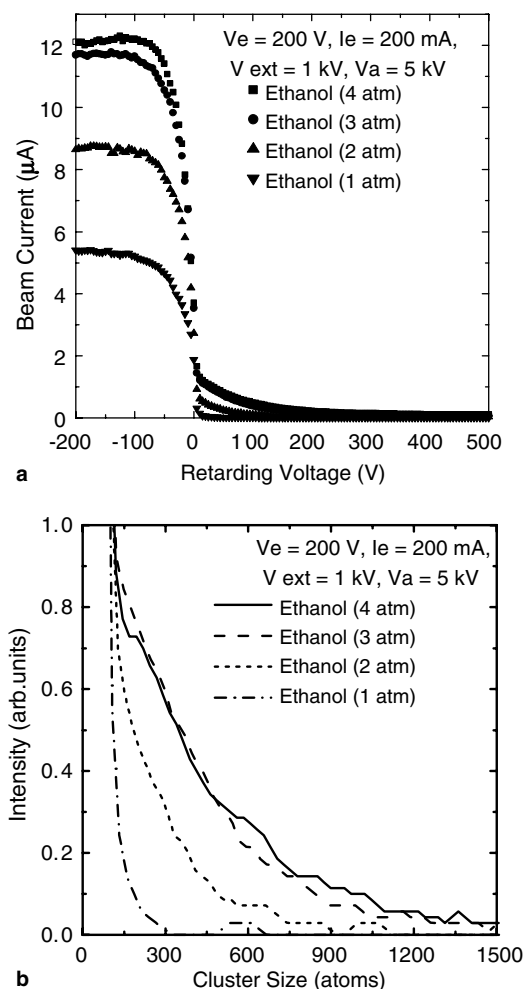 12
10
8
6
4
2
0
Beam Current (μA)
Ve = 200 V, Ie = 200 mA,
V ext = 1 kV, Va = 5 kV
Ethanol (4 atm)
Ethanol (3 atm)
Ethanol (2 atm)
Ethanol (1 atm)
-200 -100 0 100 200 300 400 500
Retarding Voltage (V)
a
1.0
0.8
0.6
0.4
0.2
0.0
Intensity (arb.units)
Ve = 200 V, Ie = 200 mA,
V ext = 1 kV, Va = 5 kV
Ethanol (4 atm)
Ethanol (3 atm)
Ethanol (2 atm)
Ethanol (1 atm)
0 300 600 900 1200 1500
Cluster Size (atoms)
b